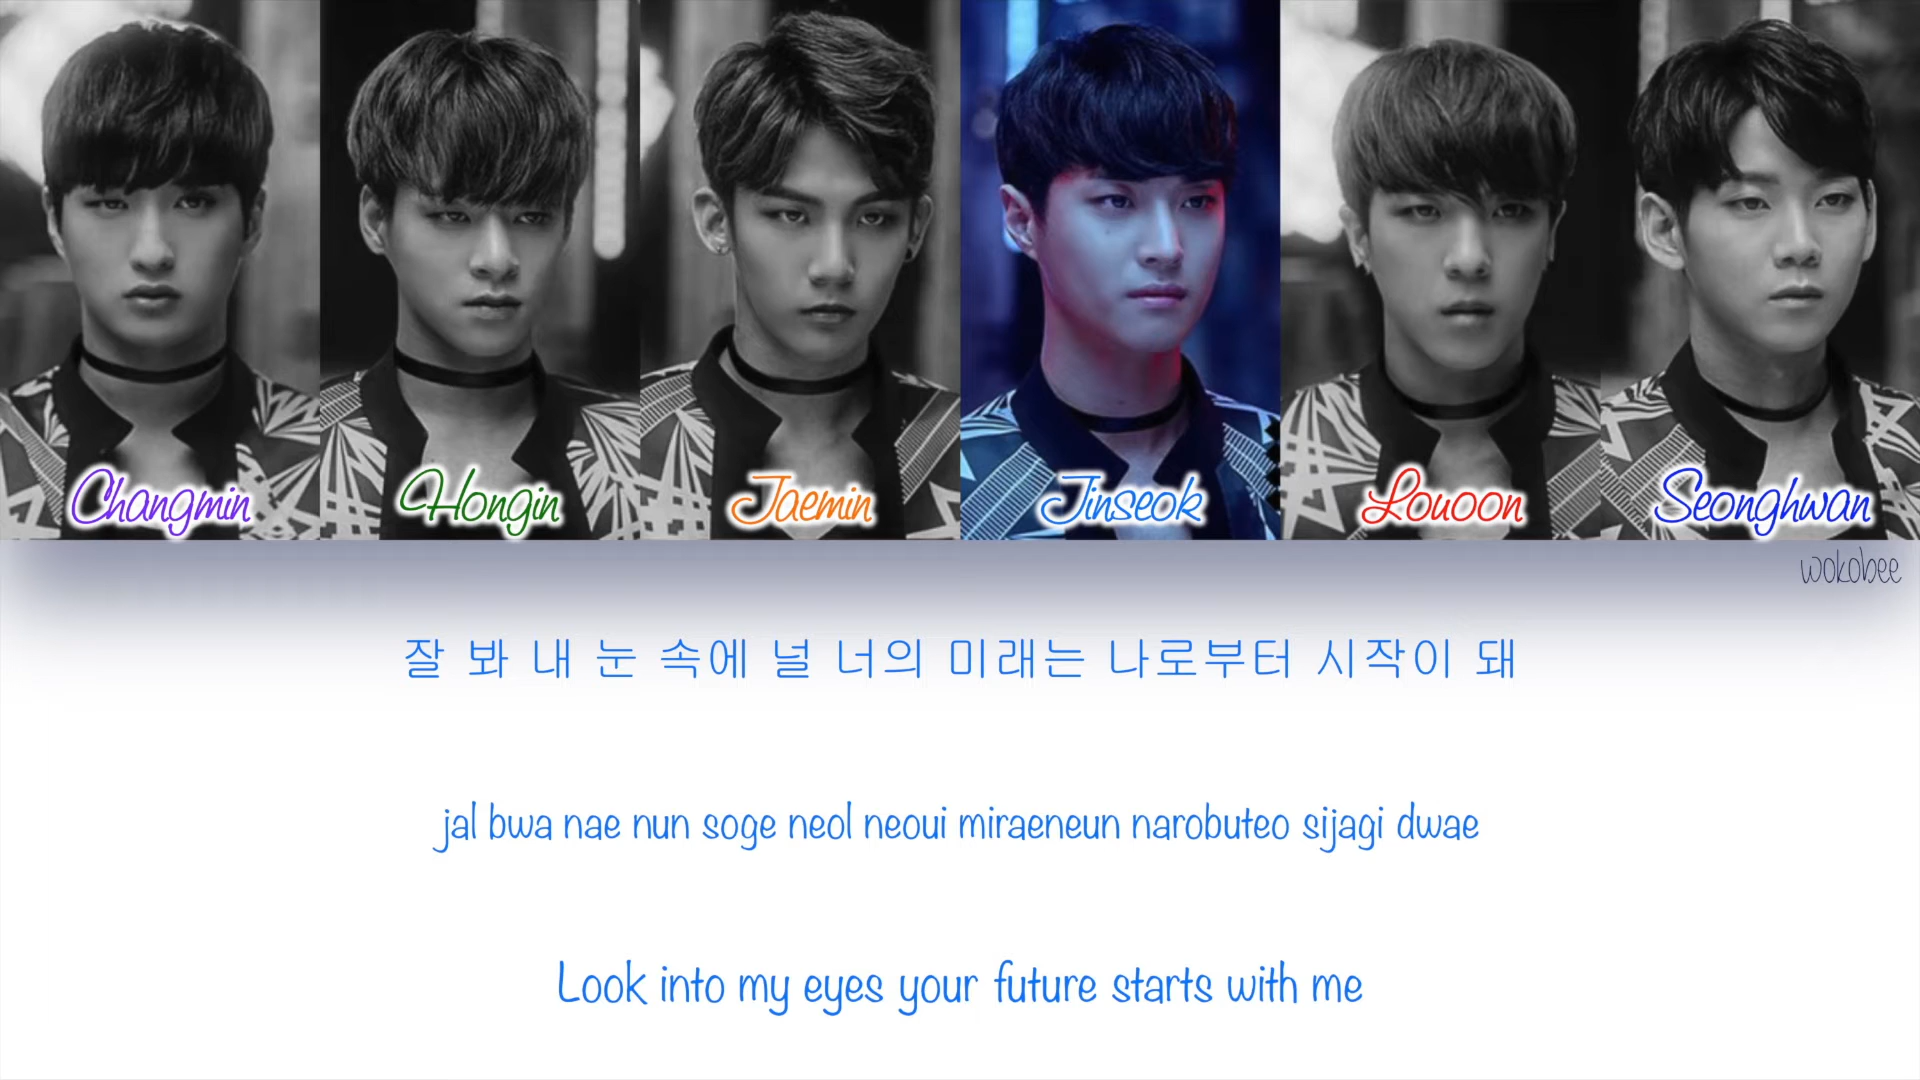 Changmin
Hongin
Jaemin
Jinseok
Louoon
Seonghwan
wokobee
잘 봐 내 눈 속에 널 너의 미래는 나로부터 시작이 돼
jal bwa nae nun soge neol neoui miraeneun narobuteo sijagi dwae
Look into my eyes your future starts with me